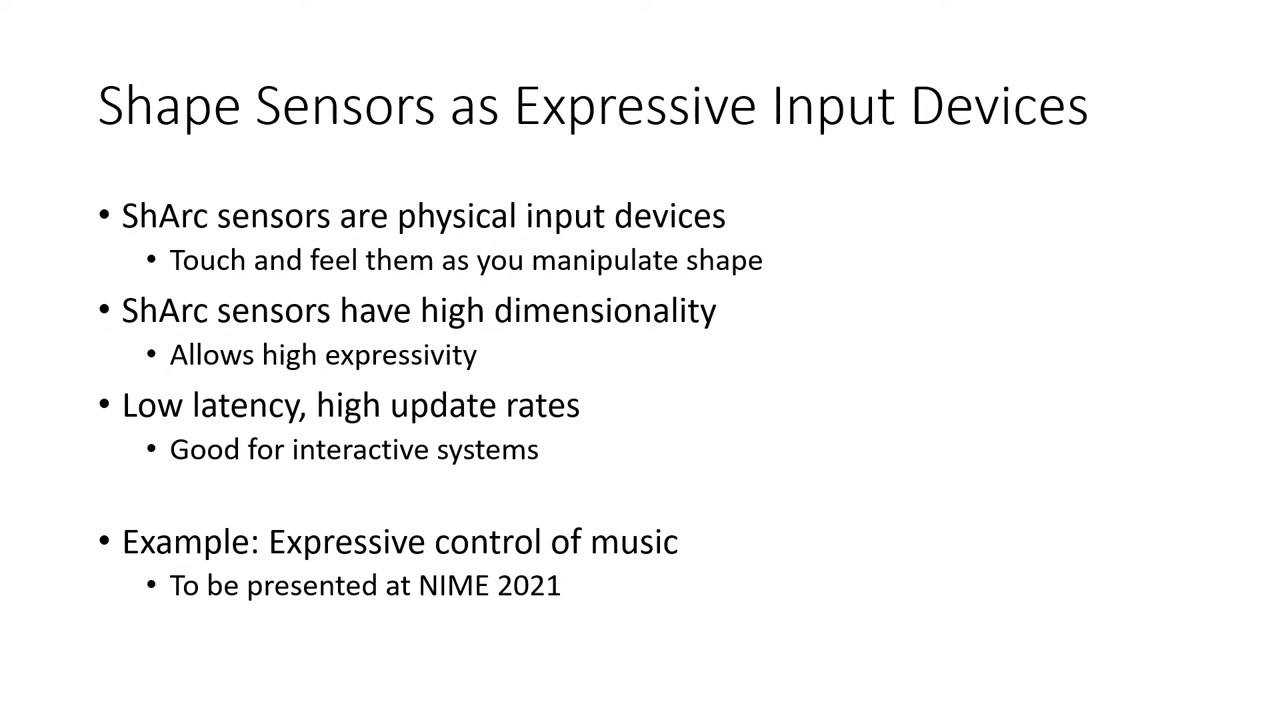 Shape Sensors as Expressive Input Devices
• ShArc sensors are physical input devices
• Touch and feel them as you manipulate shape
• ShArc sensors have high dimensionality
• Allows high expressivity
• Low latency, high update rates
• Good for interactive systems
• Example: Expressive control of music
• To be presented at NIME 2021